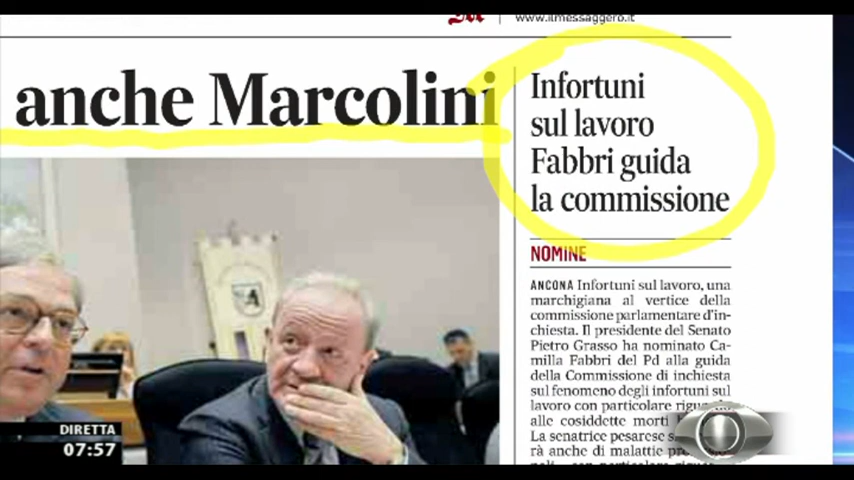 www.ilmessaggero.it
anche Marcolini
Infortuni
sul lavoro
Fabbri guida
la commissione
NOMINE
ANCONA Infortuni sul lavoro, una
marchigiana al vertice della
commissione parlamentare d'in-
chiesta. Il presidente del Senato
Pietro Grasso ha nominato Ca-
milla Fabbri del Pd alla guida
della Commissione di inchiesta
sul fenomeno degli infortuni sul
lavoro con particolare
alle cosiddette morti
La senatrice pesarese
rà anche di malattie
DIRETTA
07:57